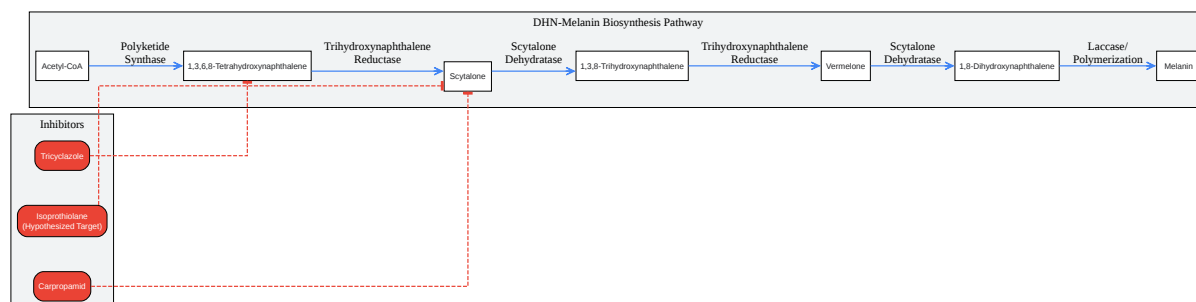 DHN-Melanin Biosynthesis Pathway
Polyketide
Synthase
Trihydroxynaphthalene
Reductase
Scytalone
Dehydratase
Trihydroxynaphthalene
Reductase
Scytalone
Dehydratase
Laccase/
Polymerization
Acetyl-CoA
1,3,6,8-Tetrahydroxynaphthalene
Scytalone
1,3,8-Trihydroxynaphthalene
Vermelone
1,8-Dihydroxynaphthalene
Melanin
Inhibitors
Tricyclazole
Isoprothiolane
(Hypothesized Target)
Carpropamid